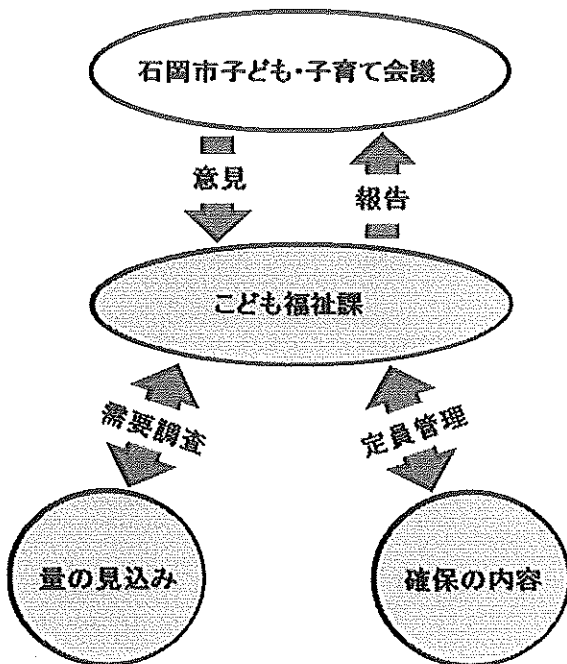 石岡市子ども・子育て会議
意見
報告
こども福祉課
需要調査
定員管理
量の見込み
確保の内容